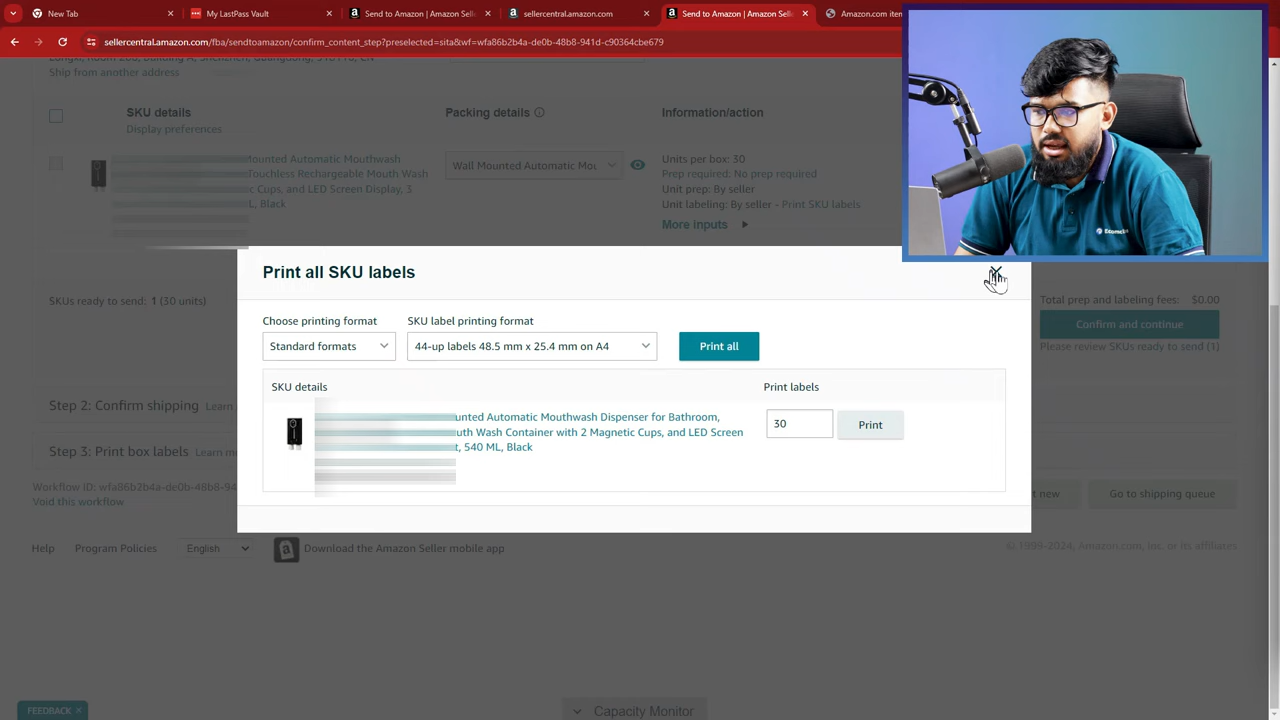 New Tab
My LastPass Vault
Send to Amazon | Amazon Sell
sellercentral.amazon.com
Send to Amazon | Amazon Sell
Amazon.com iten
sellercentral.amazon.com/fba/sendtoamazon/confirm_content_step?preselected=sita&wf=wfa86b2b4a-de0b-48b8-941d-c90364cbe679
Ship from another address
SKU details
Display preferences
Packing details
Information/action
ounted Automatic Mouthwash
Touchless Rechargeable Mouth Wash
Cups, and LED Screen Display, 3
L, Black
Wall Mounted Automatic Mou
Units per box: 30
Prep required: No prep required
Unit prep: By seller
Unit labeling: By seller - Print SKU labels
More inputs
Print all SKU labels
SKUs ready to send: 1 (30 units)
Total prep and labeling fees: $0.00
Confirm and continue
Please review SKUs ready to send (1)
Choose printing format
SKU label printing format
Standard formats
44-up labels 48.5 mm x 25.4 mm on A4
Print all
SKU details
Print labels
unted Automatic Mouthwash Dispenser for Bathroom,
uth Wash Container with 2 Magnetic Cups, and LED Screen
t, 540 ML, Black
30
Print
Step 2: Confirm shipping
Learn
Step 3: Print box labels
Learn mo
Workflow ID: wfa86b2b4a-de0b-48b8-94
Void this workflow
t new
Go to shipping queue
Help
Program Policies
English
Download the Amazon Seller mobile app
© 1999-2024, Amazon.com, Inc. or its affiliates
FEEDBACK
Capacity Monitor